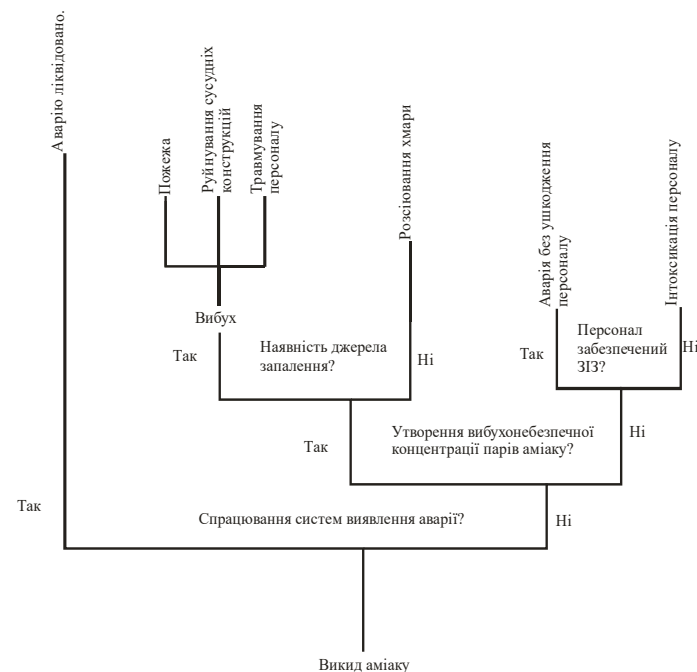 Аварію ліквідовано.
Пожежа
Руйнування сусудніх
конструкцій
Травмування
персоналу
Розсіювання хмари
Аварія без ушкодження
персоналу
Інтоксикація персоналу
Вибух
Так
Наявність джерела
запалення?
Ні
Так
Персонал
забезпечений
ЗІЗ?
Ні
Так
Утворення вибухонебезпечної
концентрації парів аміаку?
Ні
Так
Спрацювання систем виявлення аварії?
Ні
Викид аміаку